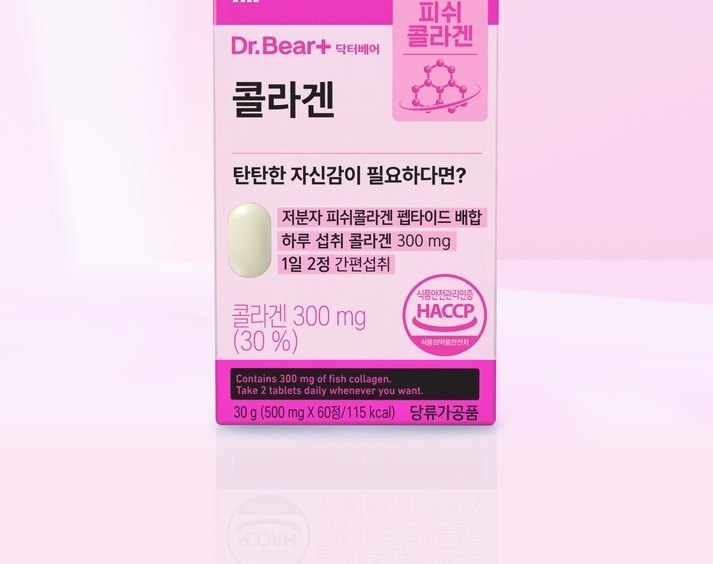 피쉬
콜라겐
Dr.Bear+ 닥터베어
콜라겐
탄탄한 자신감이 필요하다면?
저분자 피쉬콜라겐 펩타이드 배합
하루 섭취 콜라겐 300 mg
1일 2정 간편섭취
콜라겐 300 mg
(30 %)
식품안전관리인증
HACCP
식품의약품안전처
Contains 300 mg of fish collagen.
Take 2 tablets daily whenever you want.
30 g (500 mg X 60정/115 kcal) 당류가공품